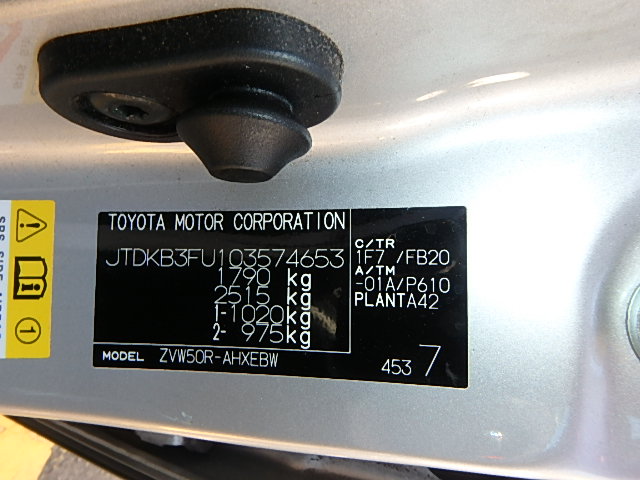 TOYOTA MOTOR CORPORATION
JTDKB3FU103574653
1790 kg
2515 kg
1-1020kg
2- 975kg
MODEL ZVW50R-AHXEBW
C/TR
1F7 /FB20
A/TM
-01A/P610
PLANTA42
453 7